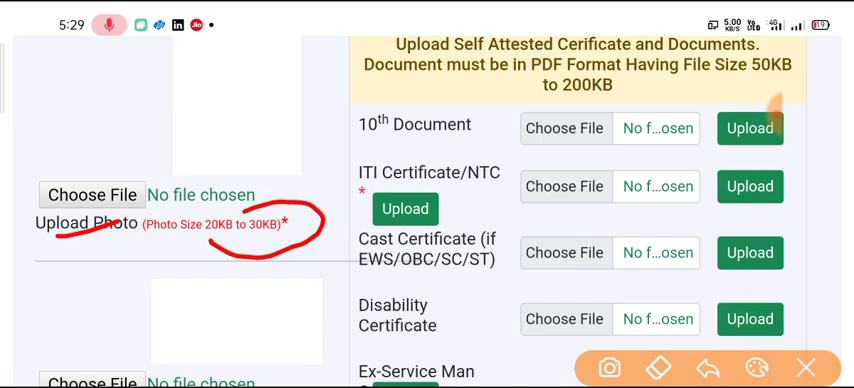 5:29
5.00 KB/S
Vo LTE
4G
19
in
Jio
Upload Self Attested Cerificate and Documents.
Document must be in PDF Format Having File Size 50KB
to 200KB
10th Document
Choose File No f...osen
Upload
ITI Certificate/NTC
*
Upload
Choose File No f...osen
Upload
Choose File No file chosen
Upload Photo (Photo Size 20KB to 30KB)*
Cast Certificate (if
EWS/OBC/SC/ST)
Choose File No f...osen
Upload
Disability
Certificate
Choose File No f...osen
Upload
Ex-Service Man
Choose File No file chosen